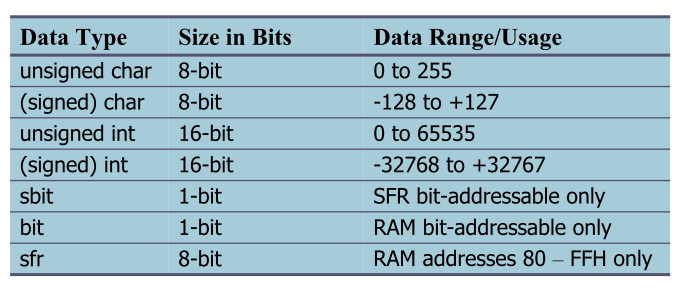 Data Type Size in Bits Data Range/Usage
unsigned char 8-bit 0 to 255
(signed) char 8-bit -128 to +127
unsigned int 16-bit 0 to 65535
(signed) int 16-bit -32768 to +32767
sbit 1-bit SFR bit-addressable only
bit 1-bit RAM bit-addressable only
sfr 8-bit RAM addresses 80 – FFH only